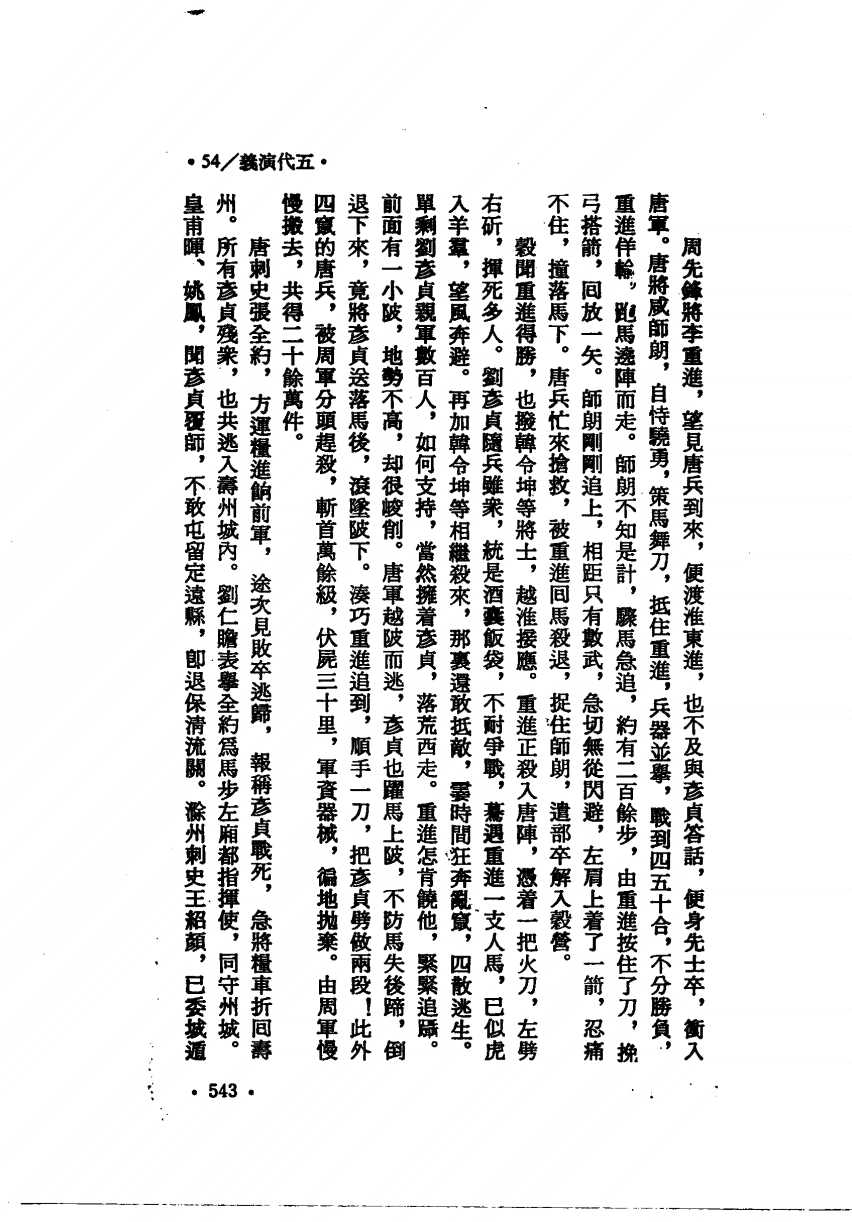 •54／義演代五•
周先鋒將李重進，望見唐兵到來，便渡淮東進，也不及與彥貞答話，便身先士卒，衝入
唐軍。唐將咸師朗，自恃驍勇，策馬舞刀，抵住重進，兵器並舉，戰到四五十合，不分勝負，
重進佯輸，跑馬遶陣而走。師朗不知是計，驟馬急追，約有二百餘步，由重進按住了刀，挽
弓搭箭，回放一矢。師朗剛剛追上，相距只有數武，急切無從閃避，左肩上着了一箭，忍痛
不住，撞落馬下。唐兵忙來搶救，被重進囘馬殺退，捉住師朗，遣部卒解入穀營。
穀聞重進得勝，也撥韓令坤等將士，越淮接應。重進正殺入唐陣，憑着一把火刀，左劈
右斫，揮死多人。劉彥貞隨兵雖衆，統是酒囊飯袋，不耐爭戰，驀遇重進一支人馬，已似虎
入羊羣，望風奔避。再加韓令坤等相繼殺來，那裏還敢抵敵，霎時間狂奔亂竄，四散逃生。
單剩劉彥貞親軍數百人，如何支持，當然擁着彥貞，落荒西走。重進怎肯饒他，緊緊追躡。
前面有一小陂，地勢不高，却很峻削。唐軍越陂而逃，彥貞也躍馬上陂，不防馬失後蹄，倒
退下來，竟將彥貞送落馬後，滾墜陂下。湊巧重進追到，順手一刀，把彥貞劈做兩段！此外
四竄的唐兵，被周軍分頭趕殺，斬首萬餘級，伏屍三十里，軍資器械，徧地拋棄。由周軍慢
慢搬去，共得二十餘萬件。
唐刺史張全約，方運糧進餉前軍，途次見敗卒逃歸，報稱彥貞戰死，急將糧車折囘壽
州。所有彥貞殘衆，也共逃入壽州城內。劉仁贍表舉全約爲馬步左廂都指揮使，同守州城。
皇甫暉、姚鳳，聞彥貞覆師，不敢屯留定遠縣，卽退保清流關。滁州刺史王紹顏，已委城遁
•543•